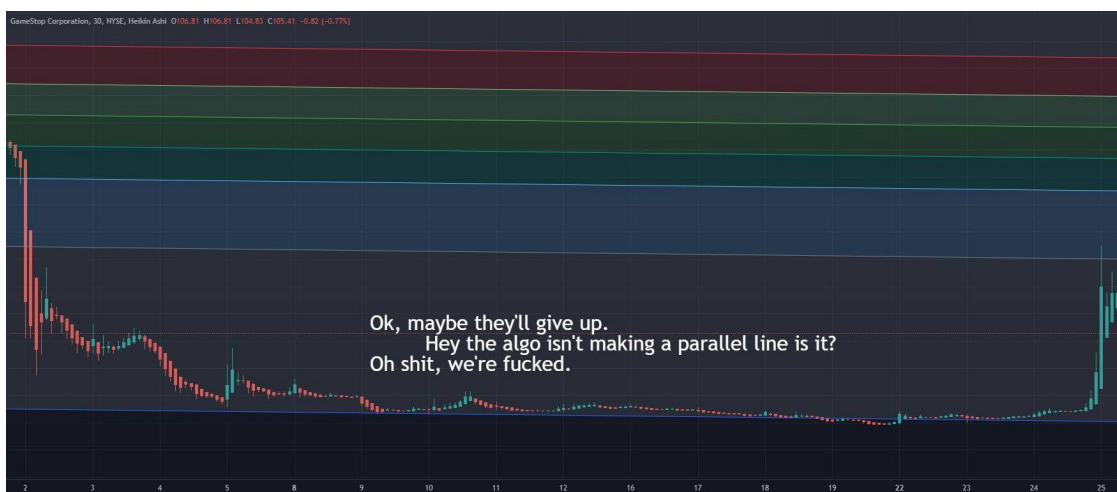 GameStop Corporation, 30, NYSE, Heikin Ashi O106.81 H106.81 L104.83 C105.41 −0.82 (−0.77%)
Ok, maybe they'll give up.
Hey the algo isn't making a parallel line is it?
Oh shit, we're fucked.
2 3 4 5 8 9 10 11 12 16 17 18 19 22 23 24 25